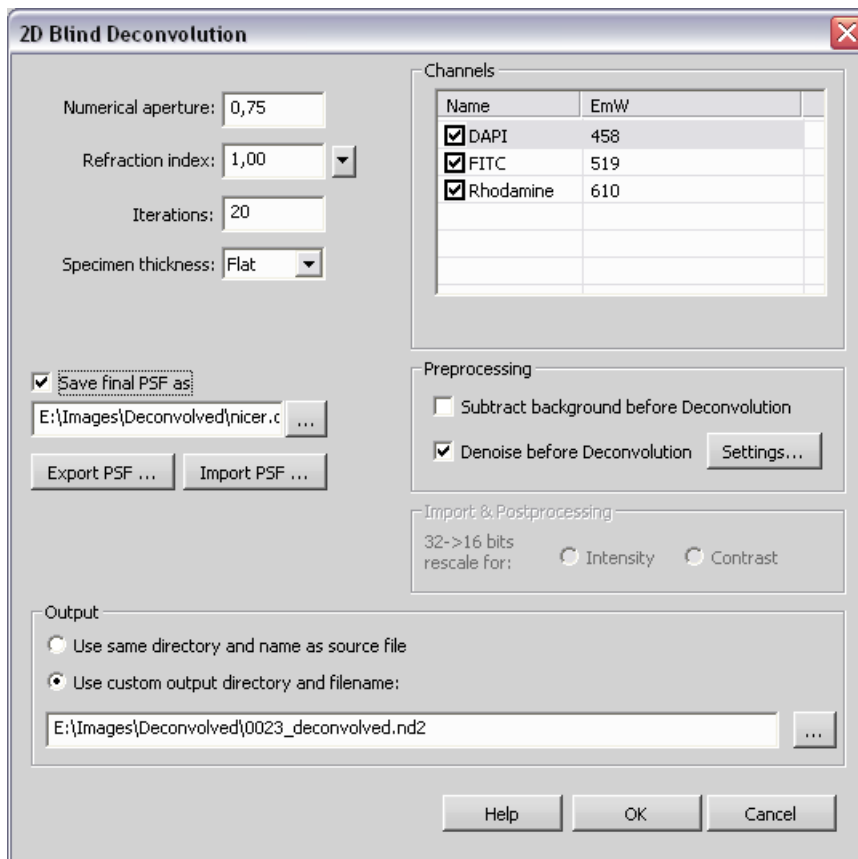 2D Blind Deconvolution
Numerical aperture: 0,75
Refraction index: 1,00
Iterations: 20
Specimen thickness: Flat
Channels
Name EmW
DAPI 458
FITC 519
Rhodamine 610
Save final PSF as
E:\Images\Deconvolved\nicer.c ...
Export PSF ... Import PSF ...
Preprocessing
Subtract background before Deconvolution
Denoise before Deconvolution Settings...
Import & Postprocessing
32->16 bits
rescale for: Intensity Contrast
Output
Use same directory and name as source file
Use custom output directory and filename:
E:\Images\Deconvolved\0023_deconvolved.nd2 ...
Help OK Cancel